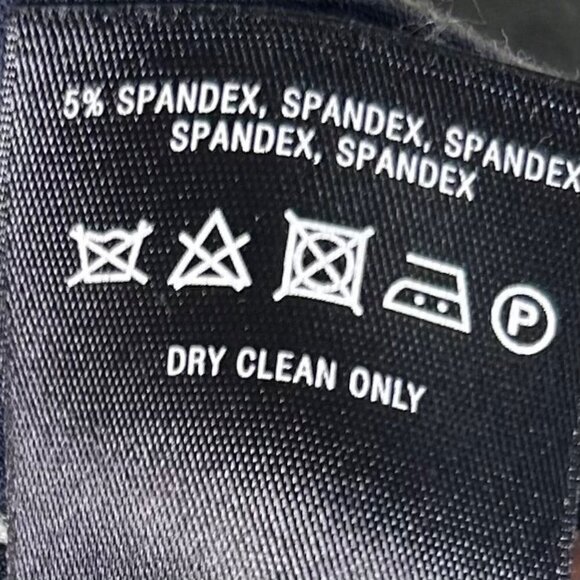 5% SPANDEX, SPANDEX, SPANDEX
SPANDEX, SPANDEX
P
DRY CLEAN ONLY